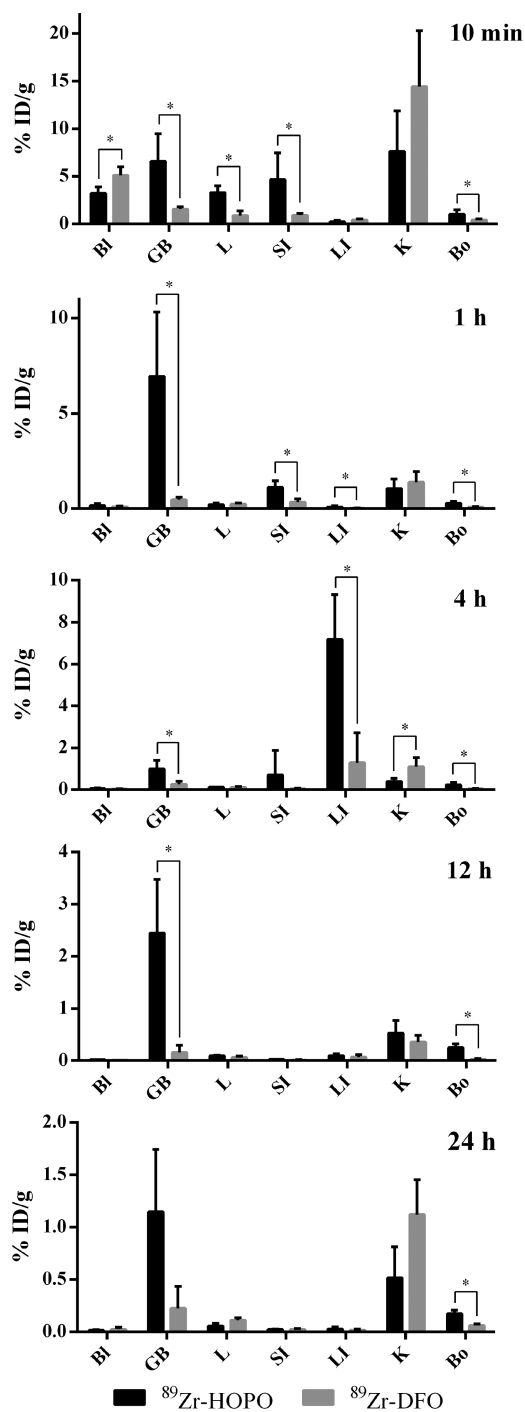 10 min
% ID/g
20
15
10
5
0
* * * * *
Bl GB L SI LI K Bo
1 h
% ID/g
10
5
0
* * * *
Bl GB L SI LI K Bo
4 h
% ID/g
10
8
6
4
2
0
* * * *
Bl GB L SI LI K Bo
12 h
% ID/g
4
3
2
1
0
* *
Bl GB L SI LI K Bo
24 h
% ID/g
2.0
1.5
1.0
0.5
0.0
*
Bl GB L SI LI K Bo
⁸⁹Zr-HOPO ⁸⁹Zr-DFO